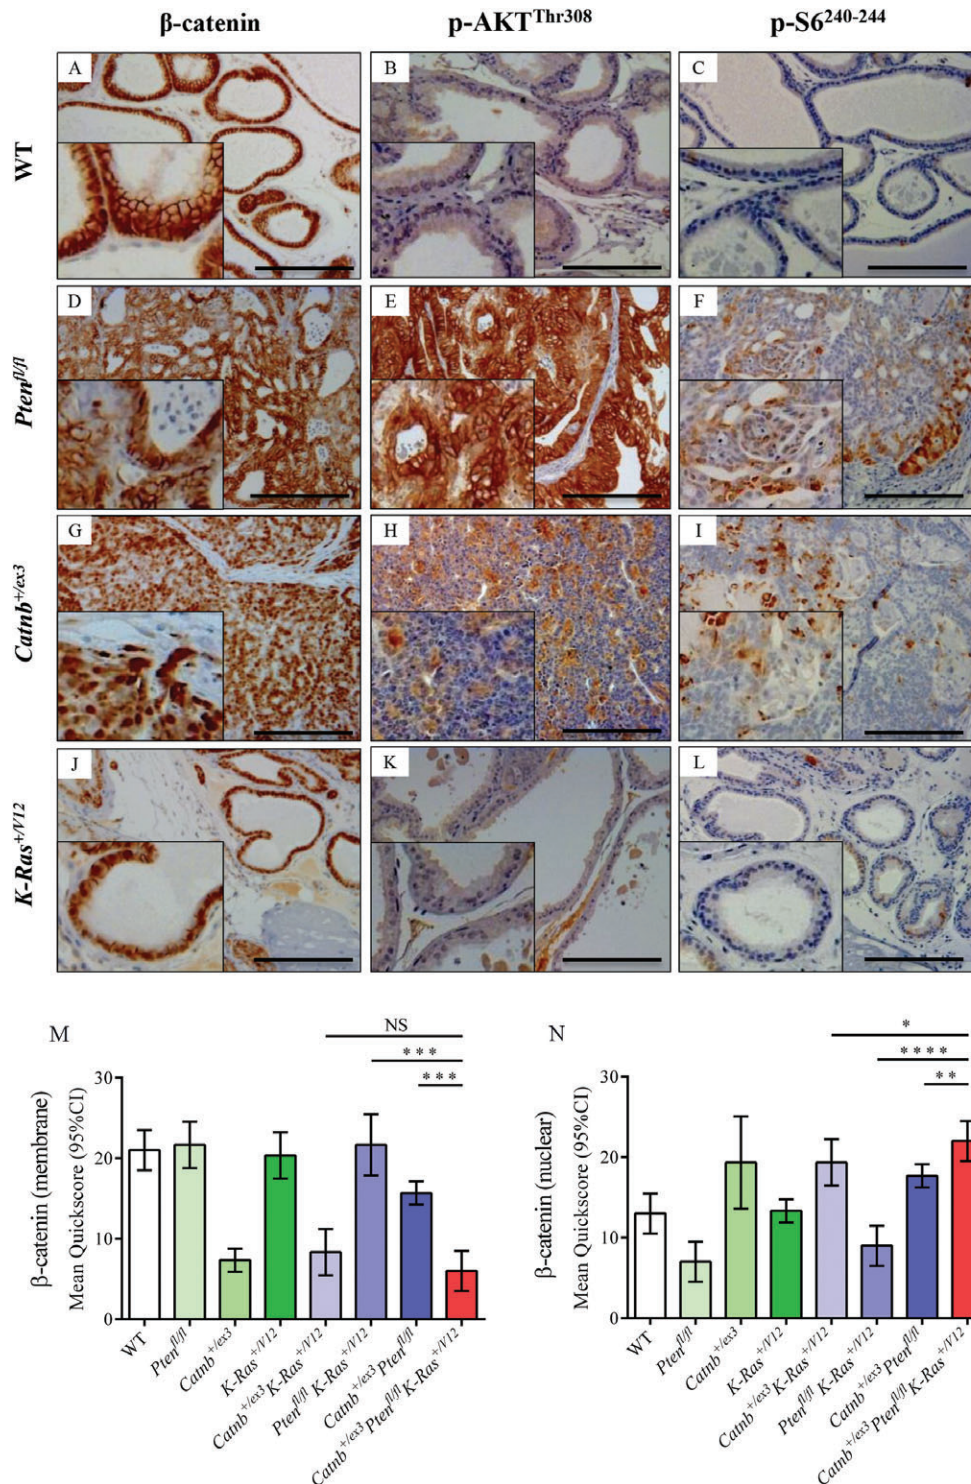 β-catenin p-AKT^Thr308 p-S6^240-244
WT
A B C
Pten^fl/fl
D E F
Catnb^+/ex3
G H I
K-Ras^+/V12
J K L
M
NS
***
***
β-catenin (membrane)
Mean Quickscore (95%CI)
30
20
10
0
WT
Pten^fl/fl
Catnb^+/ex3
K-Ras^+/V12
Catnb^+/ex3 K-Ras^+/V12
Pten^fl/fl K-Ras^+/V12
Catnb^+/ex3 Pten^fl/fl
Catnb^+/ex3 Pten^fl/fl K-Ras^+/V12
N
*
****
**
β-catenin (nuclear)
Mean Quickscore (95%CI)
30
20
10
0
WT
Pten^fl/fl
Catnb^+/ex3
K-Ras^+/V12
Catnb^+/ex3 K-Ras^+/V12
Pten^fl/fl K-Ras^+/V12
Catnb^+/ex3 Pten^fl/fl
Catnb^+/ex3 Pten^fl/fl K-Ras^+/V12